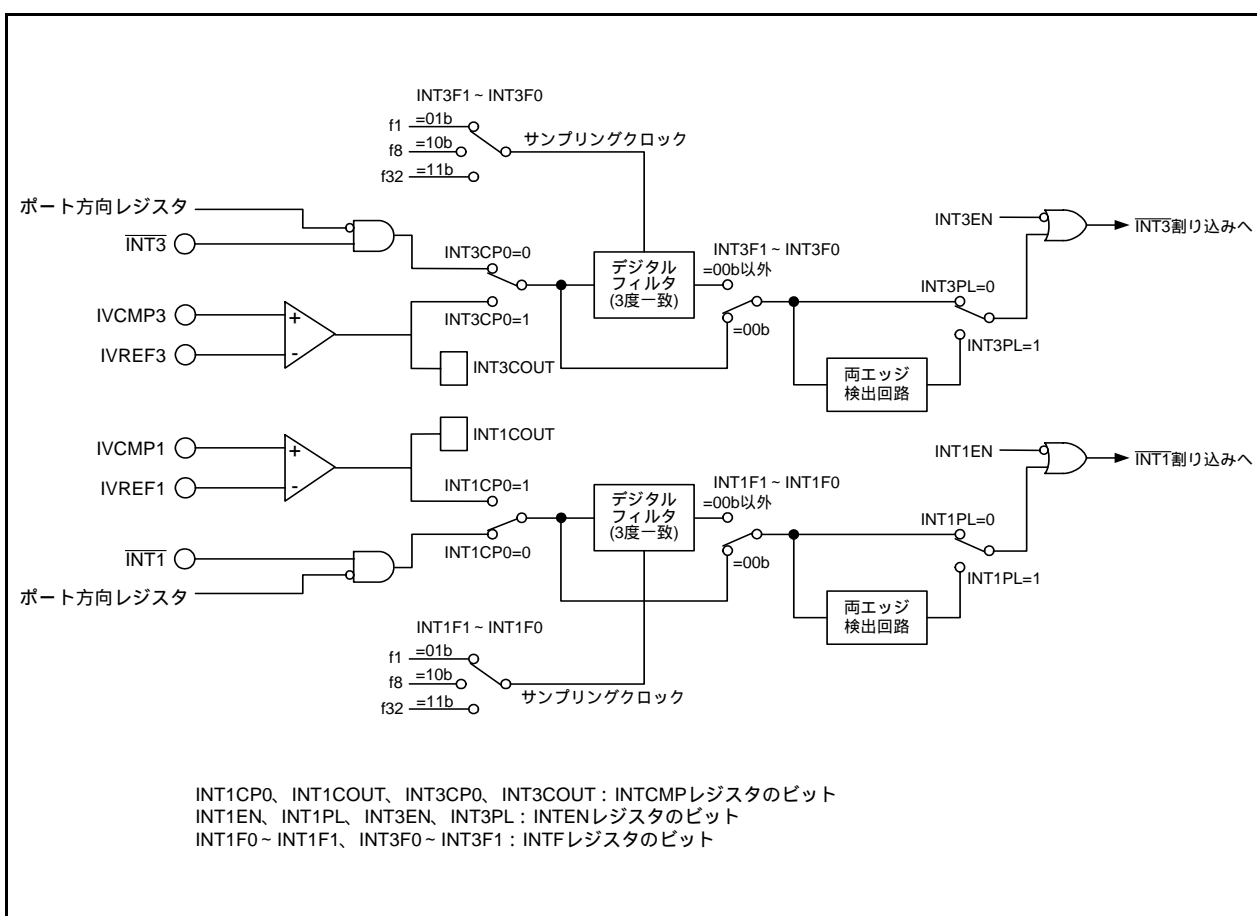 INT3F1 ~ INT3F0
f1 =01b
f8 =10b
f32 =11b
サンプリングクロック
ポート方向レジスタ
INT3
INT3CP0=0
INT3CP0=1
IVCMP3
IVREF3
+
-
INT3COUT
デジタル
フィルタ
(3度一致)
INT3F1 ~ INT3F0
=00b以外
=00b
INT3EN
INT3PL=0
INT3PL=1
両エッジ
検出回路
INT3割り込みへ
IVCMP1
IVREF1
+
-
INT1COUT
INT1CP0=1
INT1CP0=0
INT1
ポート方向レジスタ
デジタル
フィルタ
(3度一致)
INT1F1 ~ INT1F0
=00b以外
=00b
INT1EN
INT1PL=0
INT1PL=1
両エッジ
検出回路
INT1割り込みへ
INT1F1 ~ INT1F0
f1 =01b
f8 =10b
f32 =11b
サンプリングクロック
INT1CP0、INT1COUT、INT3CP0、INT3COUT : INTCMPレジスタのビット
INT1EN、INT1PL、INT3EN、INT3PL : INTENレジスタのビット
INT1F0 ~ INT1F1、INT3F0 ~ INT3F1 : INTFレジスタのビット